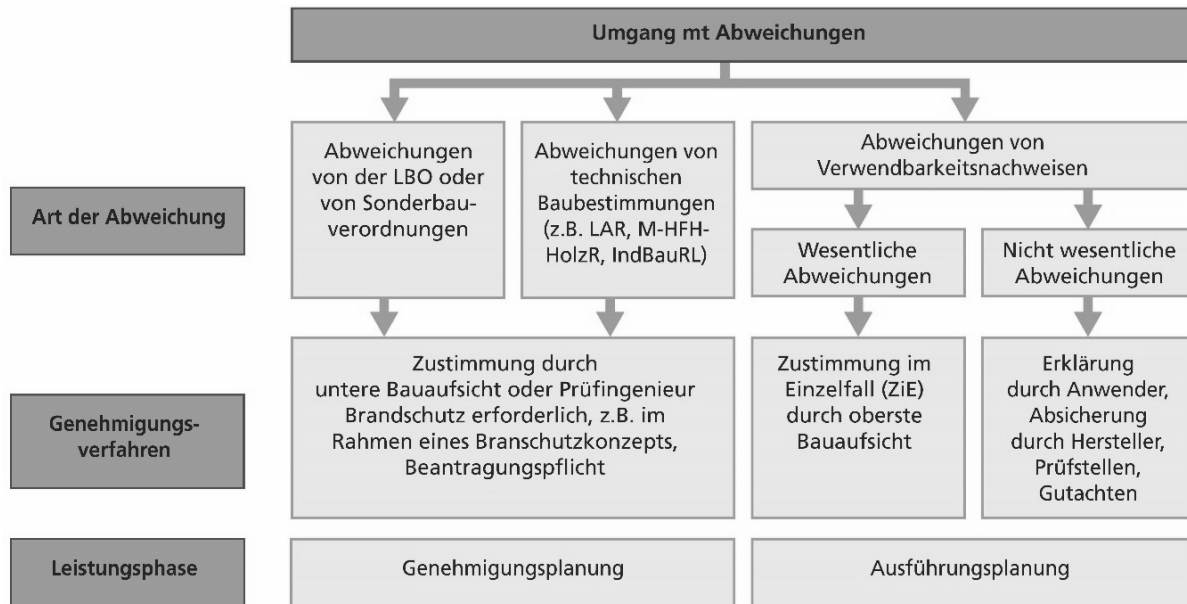 Umgang mt Abweichungen
Art der Abweichung
Abweichungen
von der LBO oder
von Sonderbau-
verordnungen
Abweichungen von
technischen
Baubestimmungen
(z.B. LAR, M-HFH-
HolzR, IndBauRL)
Abweichungen von
Verwendbarkeitsnachweisen
Wesentliche
Abweichungen
Nicht wesentliche
Abweichungen
Genehmigungs-
verfahren
Zustimmung durch
untere Bauaufsicht oder Prüfingenieur
Brandschutz erforderlich, z.B. im
Rahmen eines Branschutzkonzepts,
Beantragungspflicht
Zustimmung im
Einzelfall (ZiE)
durch oberste
Bauaufsicht
Erklärung
durch Anwender,
Absicherung
durch Hersteller,
Prüfstellen,
Gutachten
Leistungsphase
Genehmigungsplanung
Ausführungsplanung